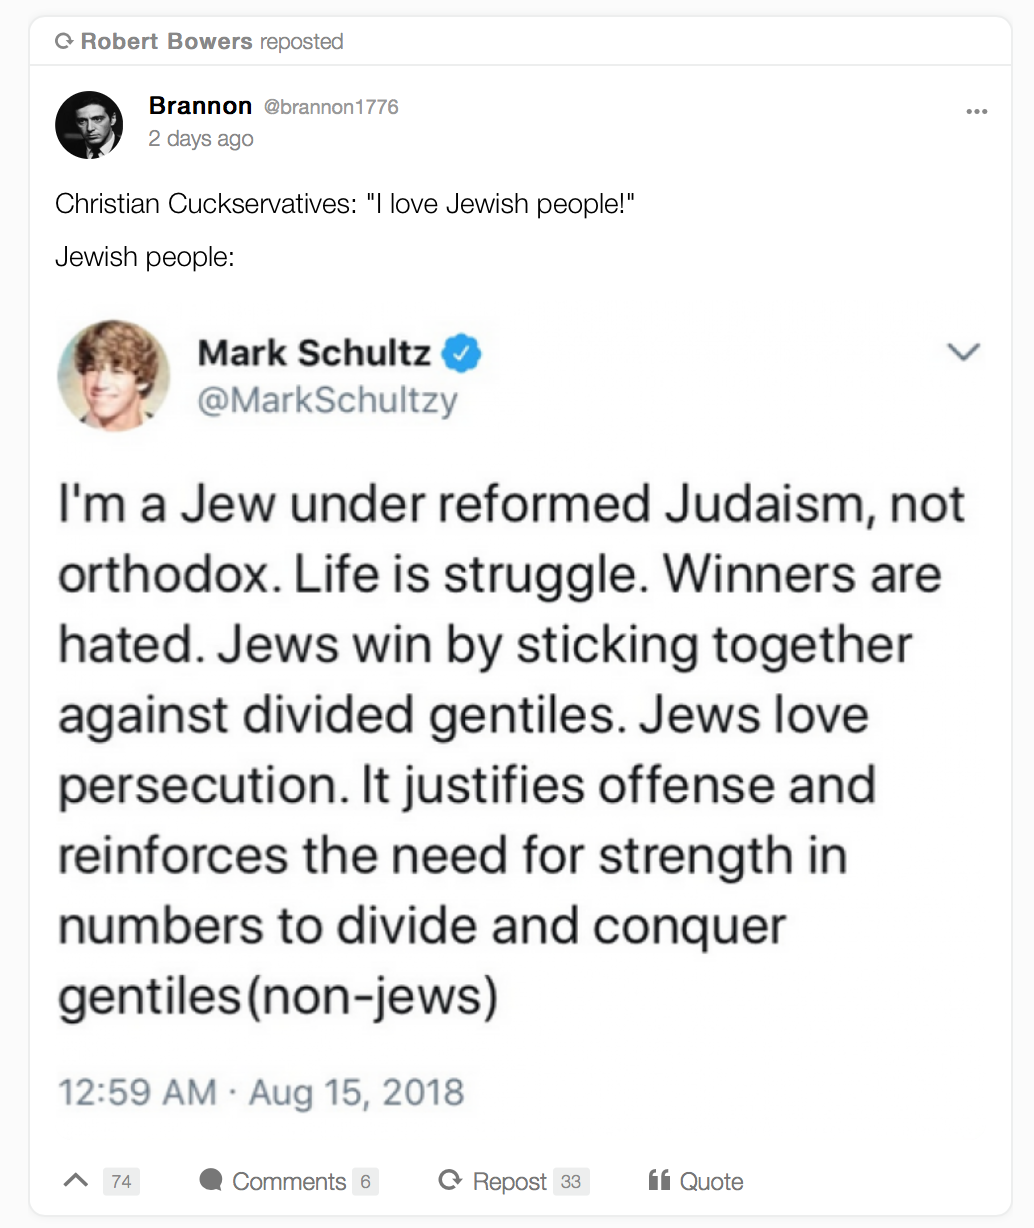 Robert Bowers reposted
Brannon @brannon1776
2 days ago
Christian Cuckservatives: "I love Jewish people!"
Jewish people:
Mark Schultz
@MarkSchultzy
I'm a Jew under reformed Judaism, not
orthodox. Life is struggle. Winners are
hated. Jews win by sticking together
against divided gentiles. Jews love
persecution. It justifies offense and
reinforces the need for strength in
numbers to divide and conquer
gentiles(non-jews)
12:59 AM · Aug 15, 2018
74 Comments 6 Repost 33 Quote